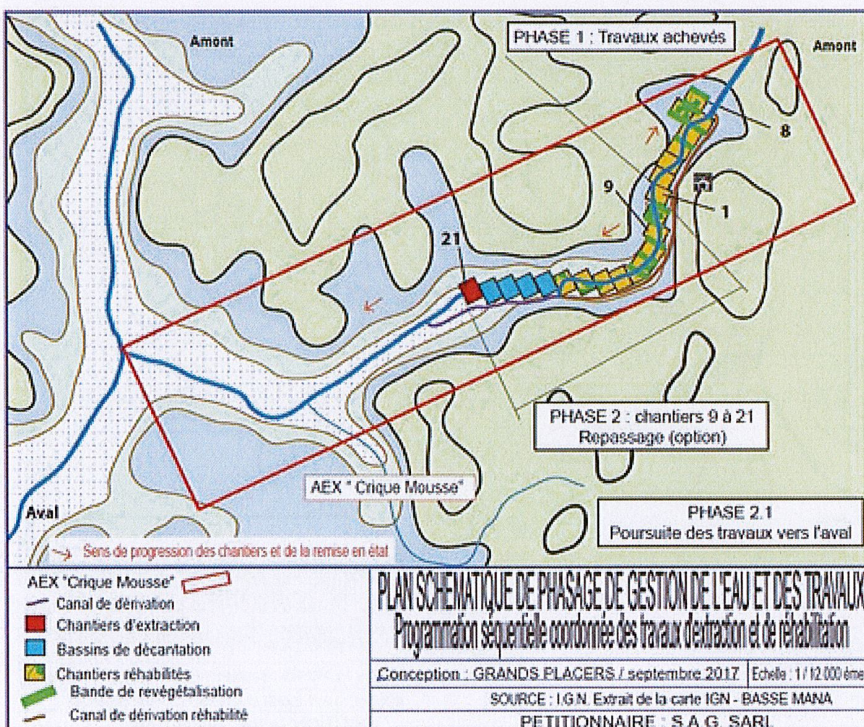 Amont
PHASE 1 : Travaux achevés
Amont
8
9
1
21
PHASE 2 : chantiers 9 à 21
Repassage (option)
AEX " Crique Mousse"
PHASE 2.1
Poursuite des travaux vers l'aval
Aval
Sens de progression des chantiers et de la remise en état
AEX "Crique Mousse"
Canal de dérivation
Chantiers d'extraction
Bassins de décantation
Chantiers réhabilités
Bande de revégétalisation
Canal de dérivation réhabilité
PLAN SCHEMATIQUE DE PHASAGE DE GESTION DE L'EAU ET DES TRAVAUX
Programmation séquentielle coordonnée des travaux d'extraction et de réhabilitation
Conception : GRANDS PLACERS / septembre 2017
Echelle : 1/12 000 éme
SOURCE : I.G.N. Extrait de la carte IGN - BASSE MANA
PETITIONNAIRE : S.A.G. SARL